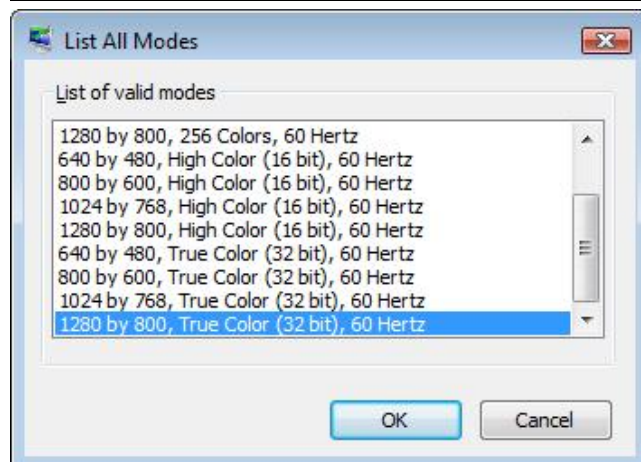 List All Modes
List of valid modes
1280 by 800, 256 Colors, 60 Hertz
640 by 480, High Color (16 bit), 60 Hertz
800 by 600, High Color (16 bit), 60 Hertz
1024 by 768, High Color (16 bit), 60 Hertz
1280 by 800, High Color (16 bit), 60 Hertz
640 by 480, True Color (32 bit), 60 Hertz
800 by 600, True Color (32 bit), 60 Hertz
1024 by 768, True Color (32 bit), 60 Hertz
1280 by 800, True Color (32 bit), 60 Hertz
OK Cancel